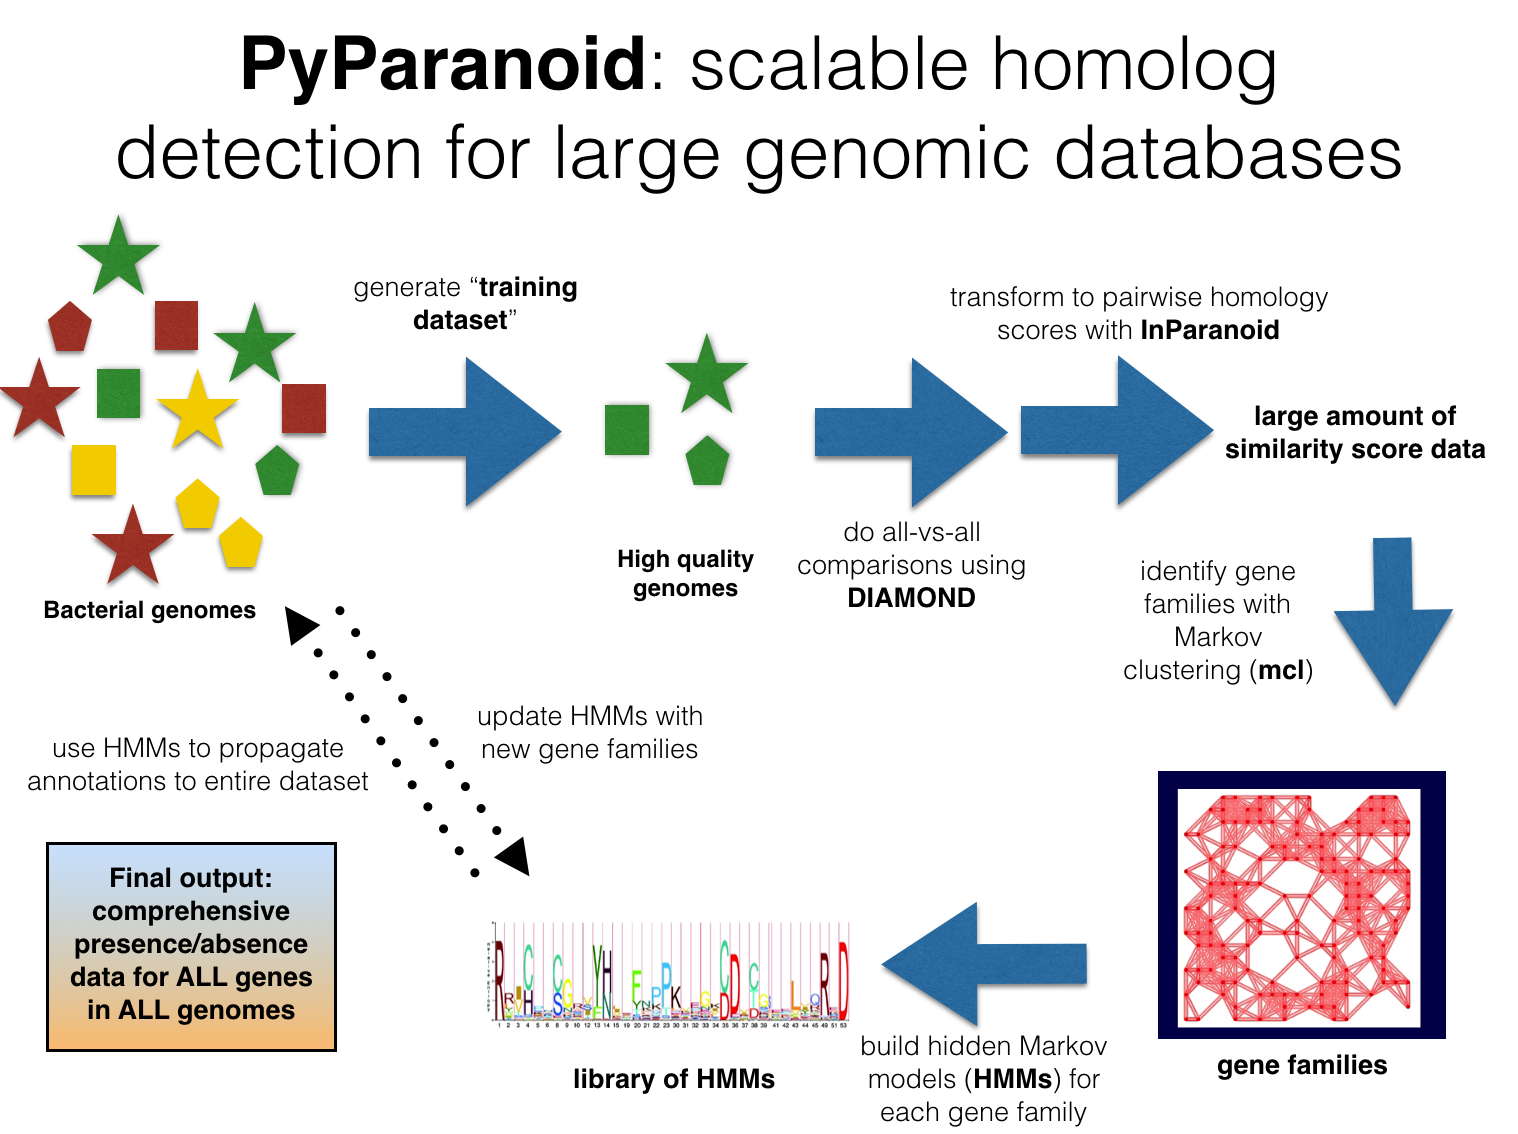 PyParanoid: scalable homolog
detection for large genomic databases
generate “training
dataset”
transform to pairwise homology
scores with InParanoid
large amount of
similarity score data
High quality
genomes
do all-vs-all
comparisons using
DIAMOND
identify gene
families with
Markov
clustering (mcl)
Bacterial genomes
update HMMs with
new gene families
use HMMs to propagate
annotations to entire dataset
Final output:
comprehensive
presence/absence
data for ALL genes
in ALL genomes
library of HMMs
build hidden Markov
models (HMMs) for
each gene family
gene families